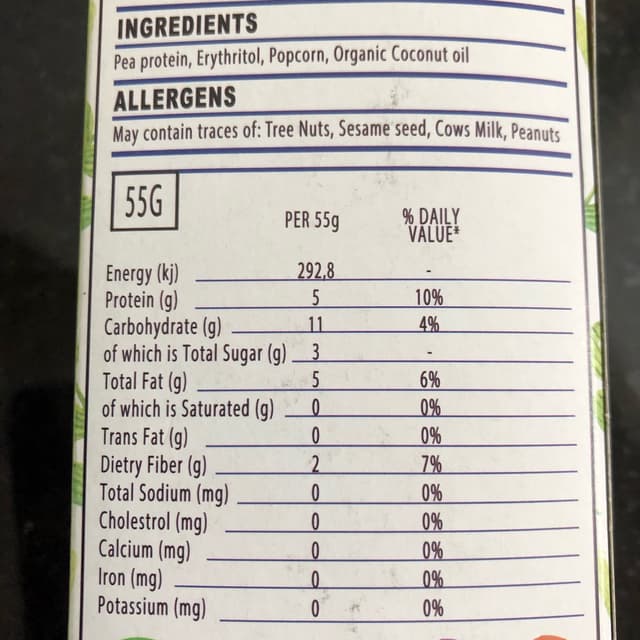 INGREDIENTS
Pea protein, Erythritol, Popcorn, Organic Coconut oil
ALLERGENS
May contain traces of: Tree Nuts, Sesame seed, Cows Milk, Peanuts
55G
PER 55g % DAILY VALUE*
Energy (kj) 292,8 -
Protein (g) 5 10%
Carbohydrate (g) 11 4%
of which is Total Sugar (g) 3 -
Total Fat (g) 5 6%
of which is Saturated (g) 0 0%
Trans Fat (g) 0 0%
Dietry Fiber (g) 2 7%
Total Sodium (mg) 0 0%
Cholestrol (mg) 0 0%
Calcium (mg) 0 0%
Iron (mg) 0 0%
Potassium (mg) 0 0%